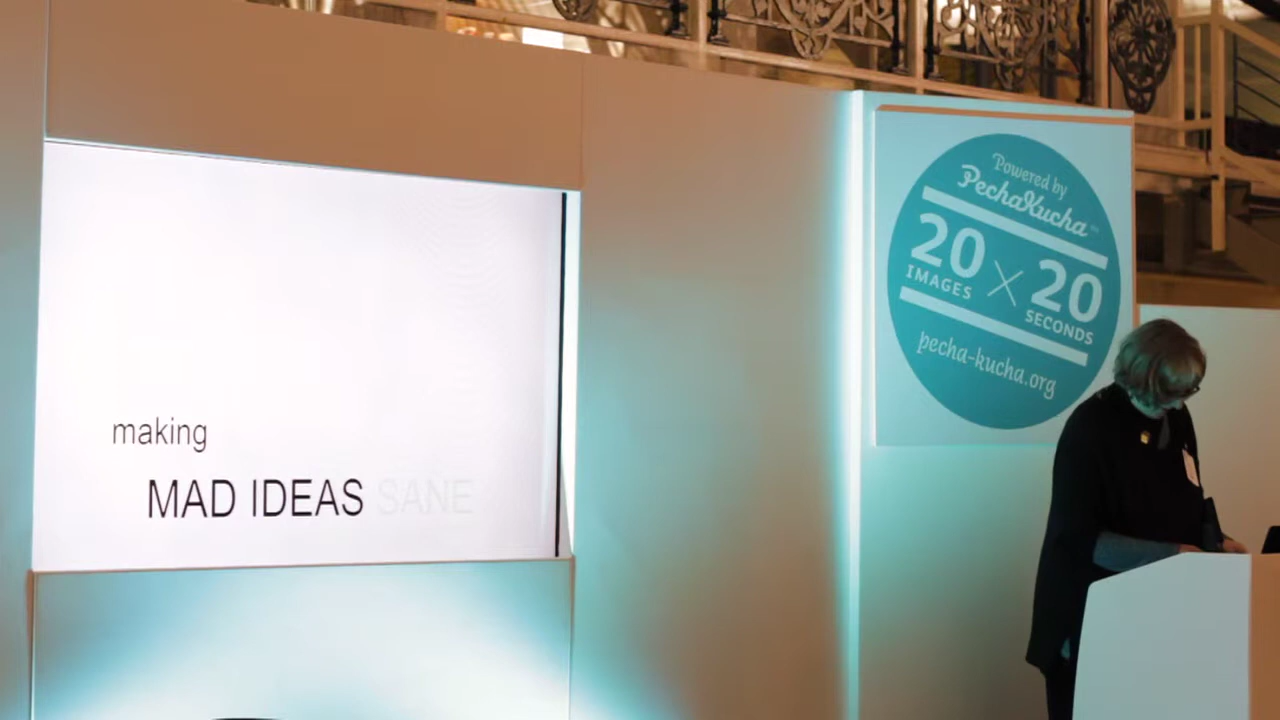 making
MAD IDEAS SANE
Powered by
PechaKucha
20 X 20
IMAGES
SECONDS
pecha-kucha.org